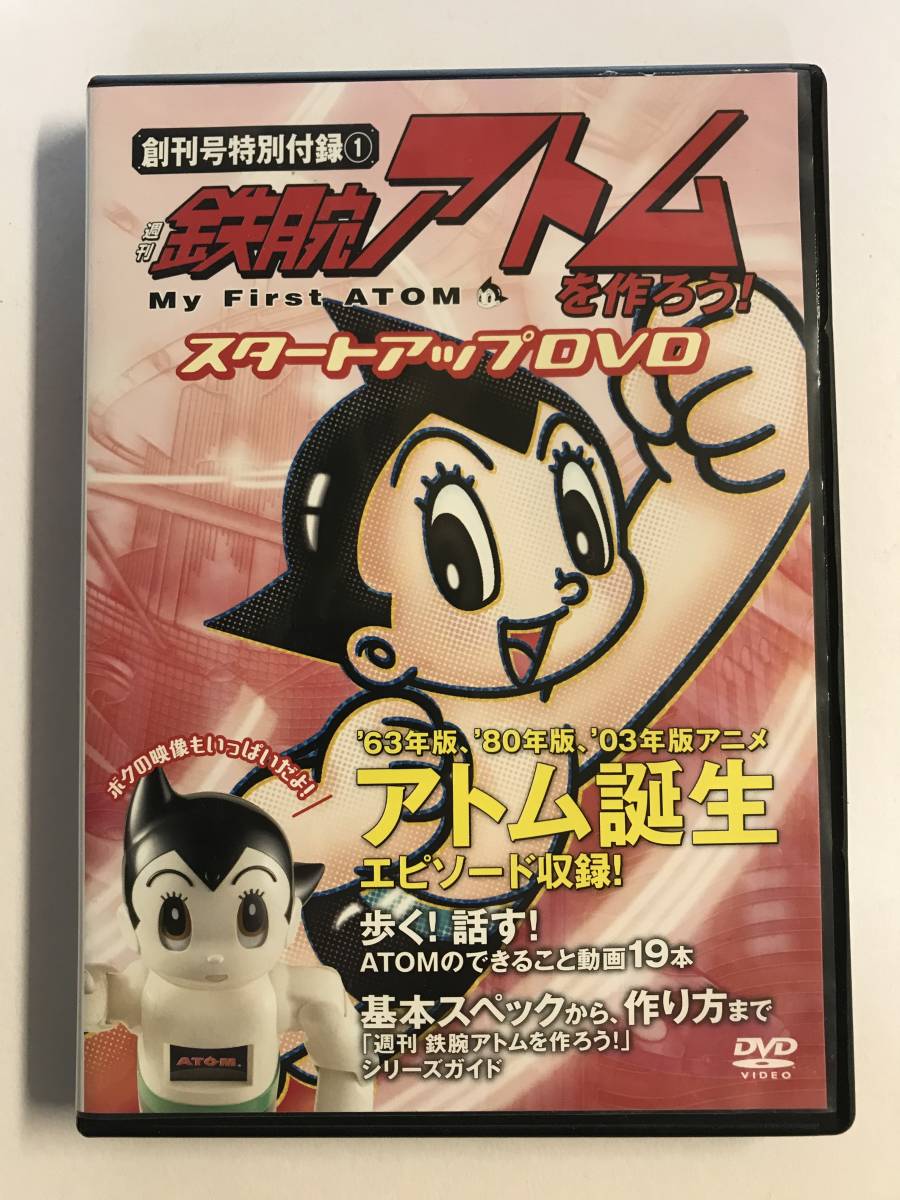 創刊号特別付録①
週刊 鉄腕アトム
My First ATOM
を作ろう!
スタートアップDVD
'63年版、'80年版、'03年版アニメ
アトム誕生
エピソード収録!
ボクの映像もいっぱいだよ!
歩く! 話す!
ATOMのできること動画19本
基本スペックから、作り方まで
「週刊 鉄腕アトムを作ろう!」
シリーズガイド
ATOM
DVD
VIDEO